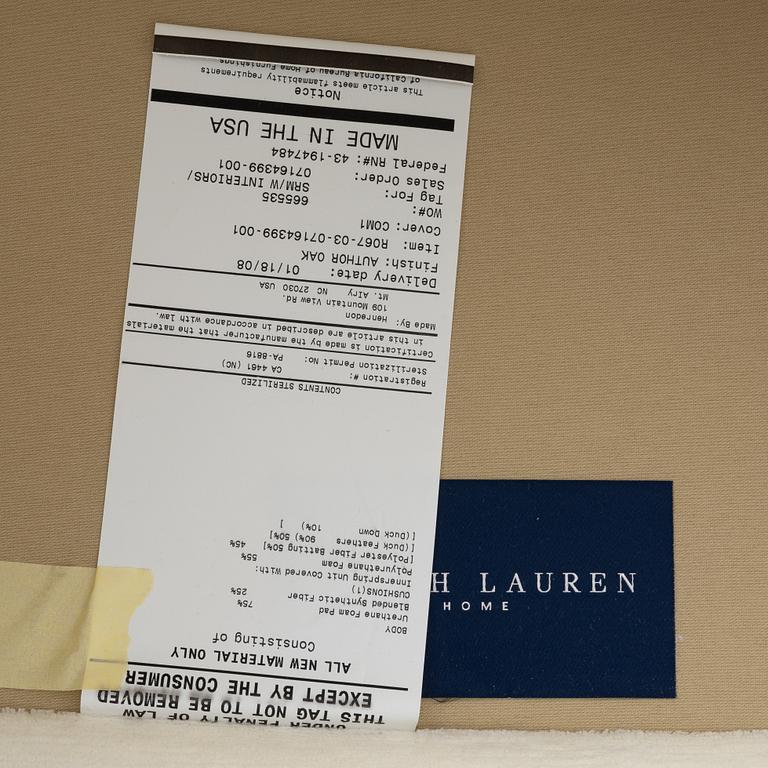 UNDER PENALTY OF LAW
THIS TAG NOT TO BE REMOVED
EXCEPT BY THE CONSUMER
ALL NEW MATERIAL ONLY
Consisting of
BODY
Urethane Foam Pad 75%
Blended Synthetic Fiber 25%
CUSHIONS(1)
Innerspring Unit Covered With:
Polyurethane Foam 55%
[Polyester Fiber Batting 50%] 45%
[(Duck Feathers 90%) 50%]
[(Duck Down 10%) ]
CONTENTS STERILIZED
Registration #: CA 4461 (NC)
Sterilization Permit No: PA-8816
Certification is made by the manufacturer that the materials
in this article are described in accordance with law.
Made By: Henredon
109 Mountain View Rd.
Mt. Airy NC 27030 USA
Delivery date: 01/18/08
Finish: AUTHOR OAK
Item: R067-03-07164399-001
Cover: COM1
WO#: 665535
Tag For: SRM/W INTERIORS/
Sales Order: 07164399-001
Federal RN#: 43-1947484
MADE IN THE USA
Notice
This article meets flammability requirements
of California Bureau of Home Furnishings
H LAUREN
HOME